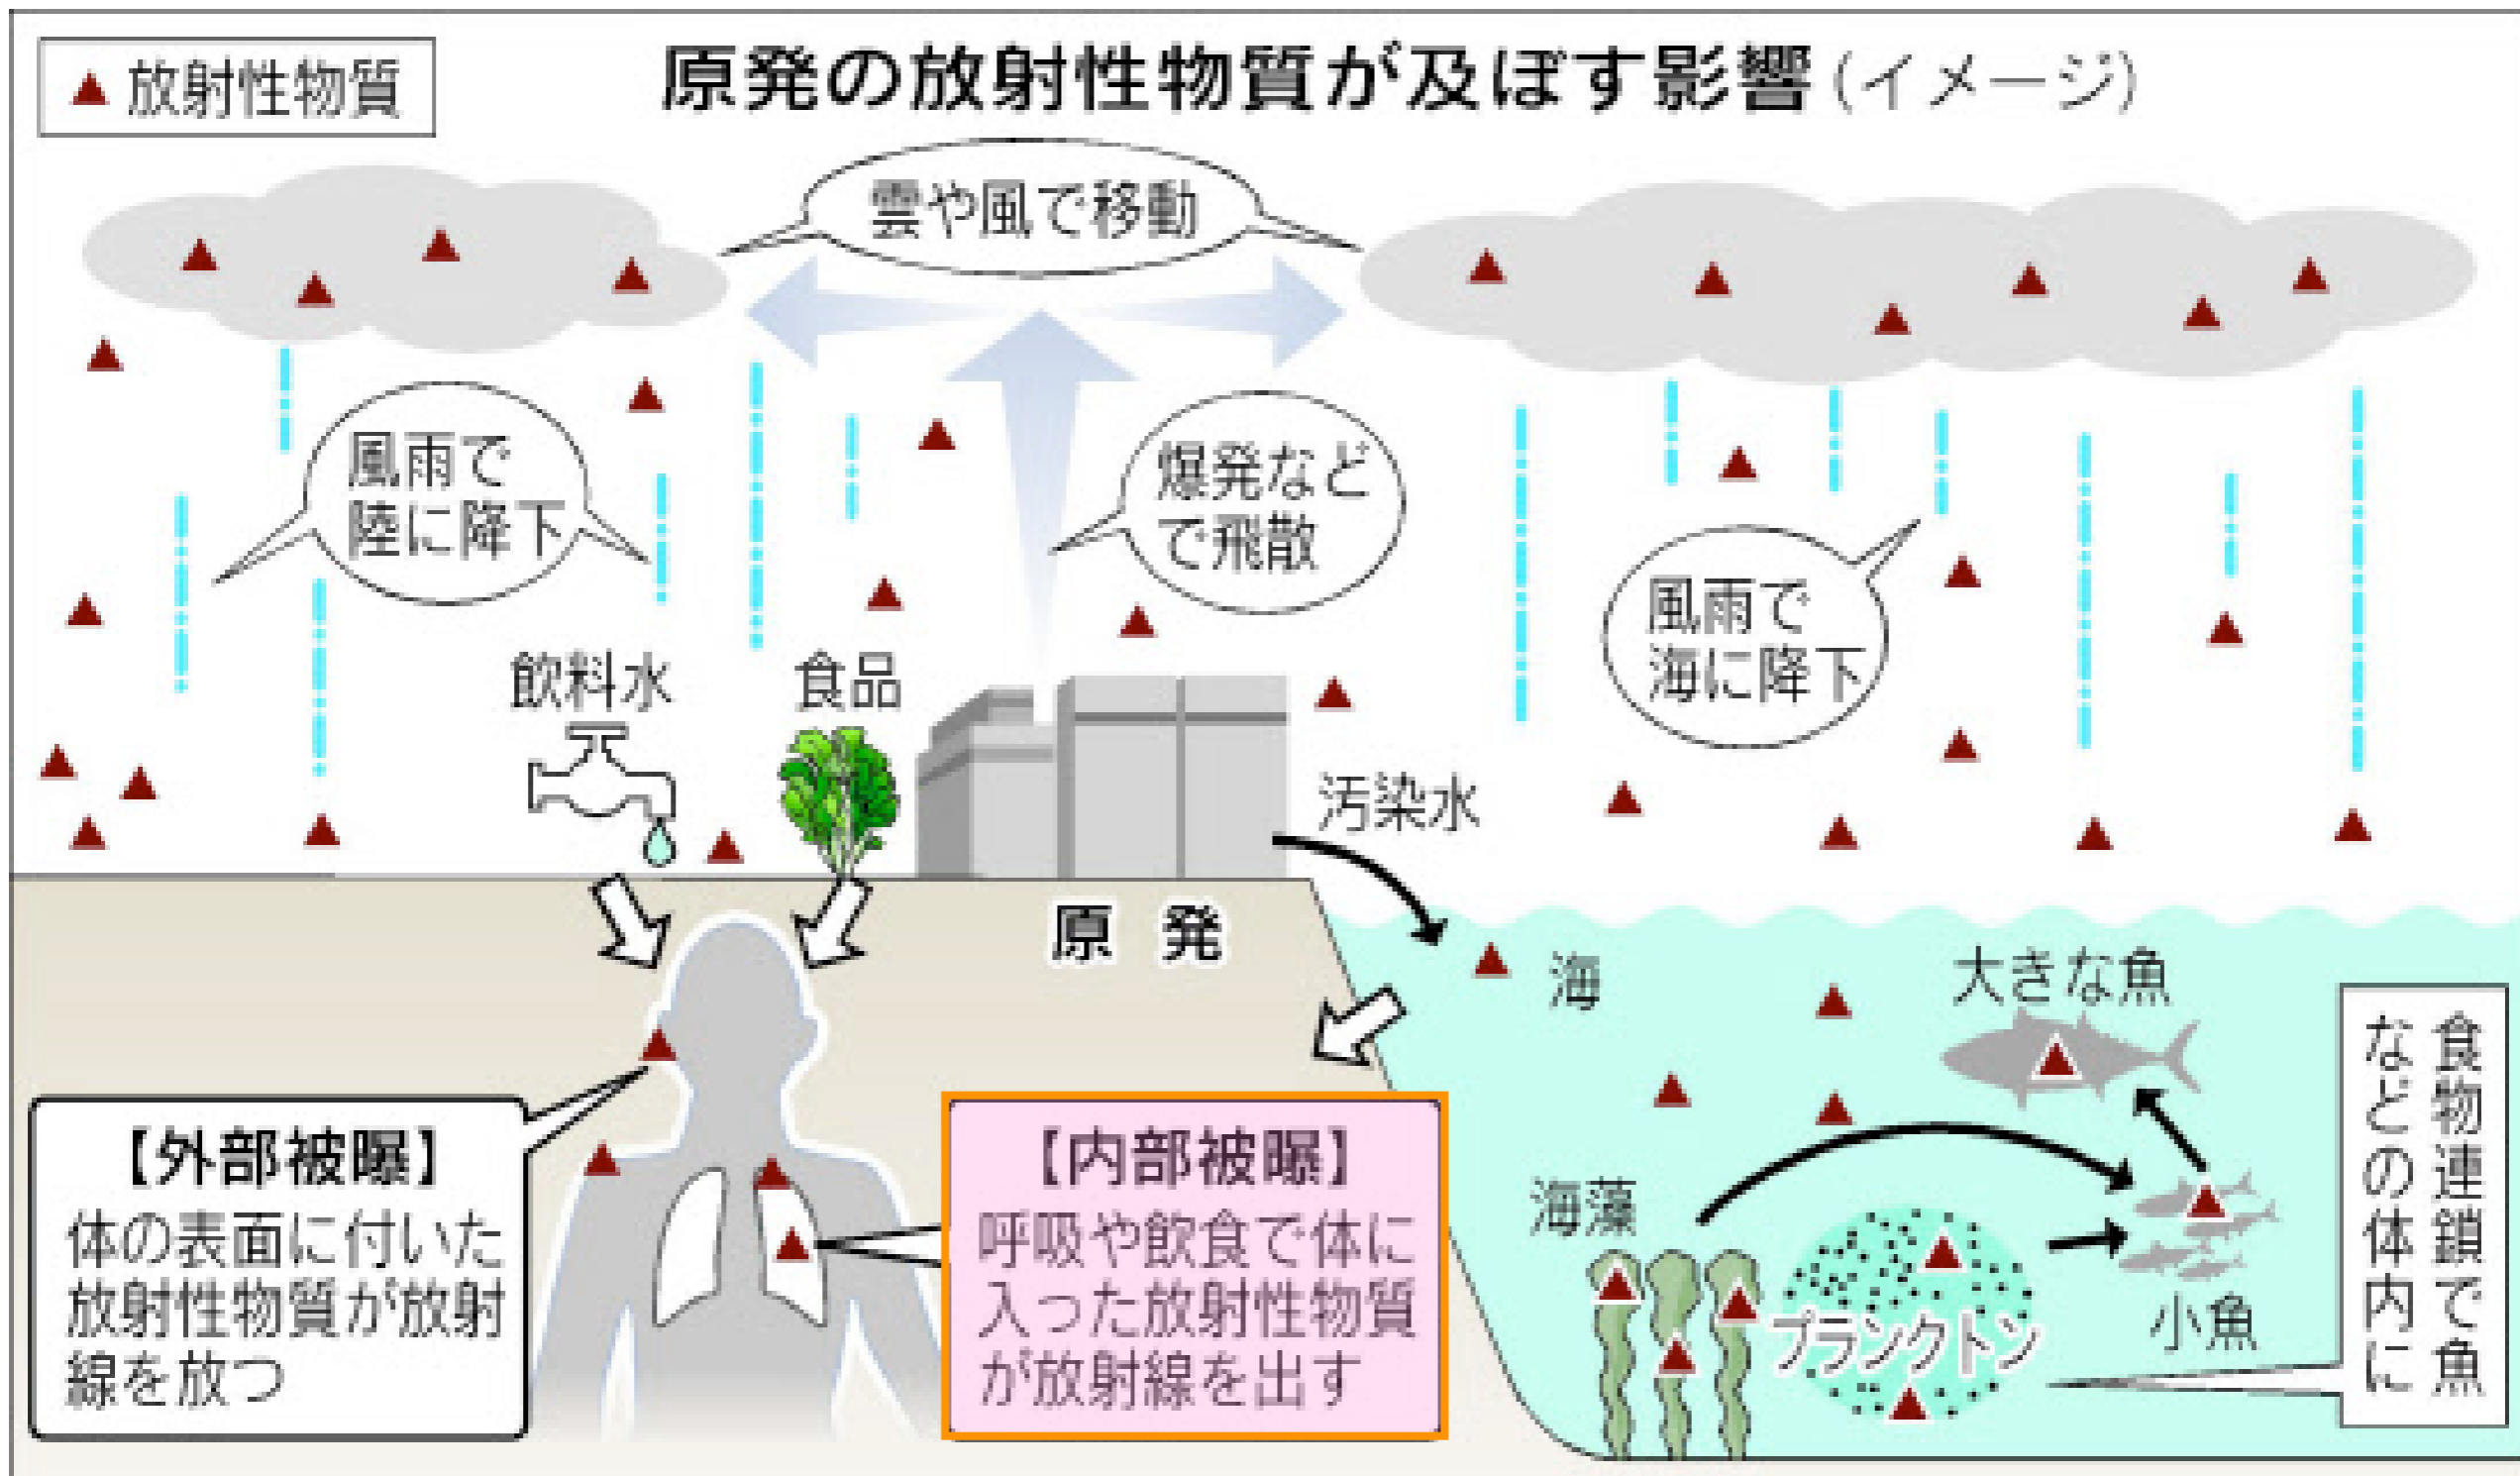 ▲ 放射性物質
原発の放射性物質が及ぼす影響(イメージ)
雲や風で移動
風雨で
陸に降下
爆発など
で飛散
風雨で
海に降下
飲料水
食品
汚染水
原 発
海
大きな魚
食物連鎖で魚
などの体内に
【外部被曝】
体の表面に付いた
放射性物質が放射
線を放つ
【内部被曝】
呼吸や飲食で体に
入った放射性物質
が放射線を出す
海藻
プランクトン
小魚